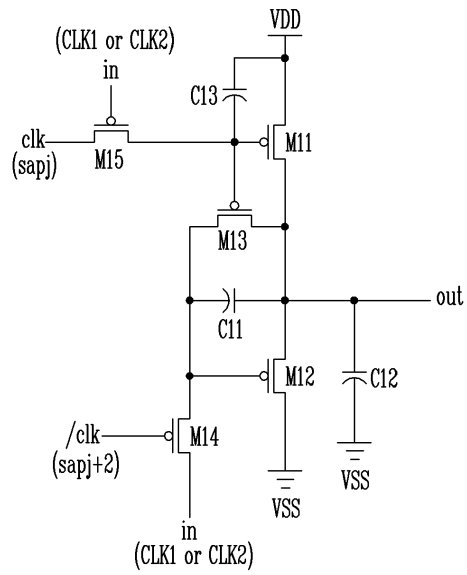 VDD
(CLK1 or CLK2)
in
C13
clk
(sapj)
M15
M11
M13
out
C11
M12
C12
/clk
(sapj+2)
M14
VSS
VSS
in
(CLK1 or CLK2)